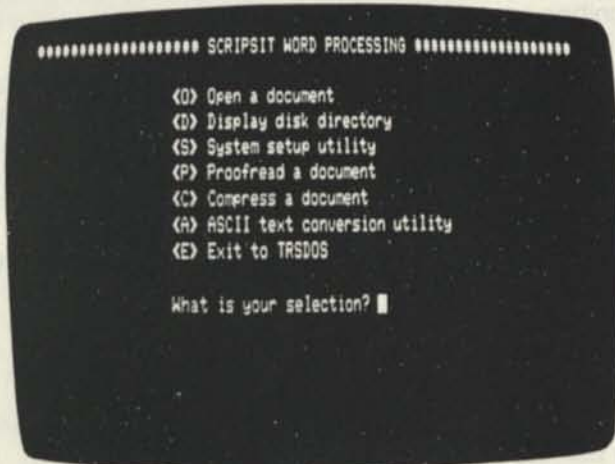 SCRIPSIT WORD PROCESSING
<O> Open a document
<D> Display disk directory
<S> System setup utility
<P> Proofread a document
<C> Compress a document
<A> ASCII text conversion utility
<E> Exit to TRSDOS
What is your selection?